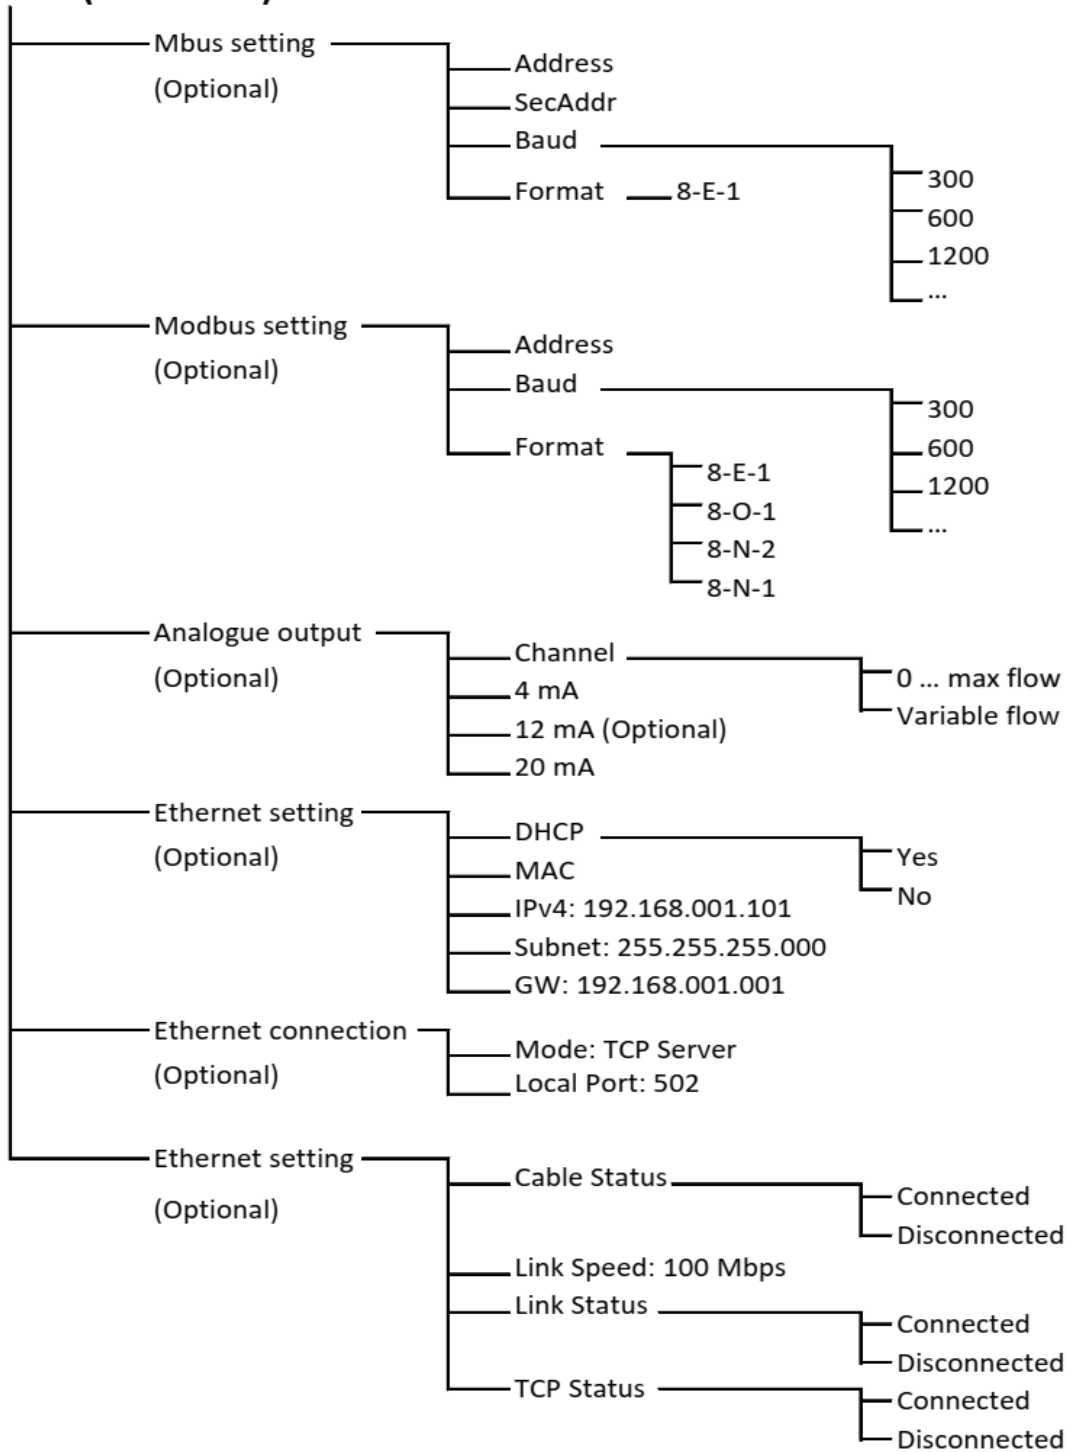 Mbus setting
(Optional)
Address
SecAddr
Baud
300
600
1200
...
Format
8-E-1
Modbus setting
(Optional)
Address
Baud
300
600
1200
...
Format
8-E-1
8-O-1
8-N-2
8-N-1
Analogue output
(Optional)
Channel
0 ... max flow
Variable flow
4 mA
12 mA (Optional)
20 mA
Ethernet setting
(Optional)
DHCP
Yes
No
MAC
IPv4: 192.168.001.101
Subnet: 255.255.255.000
GW: 192.168.001.001
Ethernet connection
(Optional)
Mode: TCP Server
Local Port: 502
Ethernet setting
(Optional)
Cable Status
Connected
Disconnected
Link Speed: 100 Mbps
Link Status
Connected
Disconnected
TCP Status
Connected
Disconnected